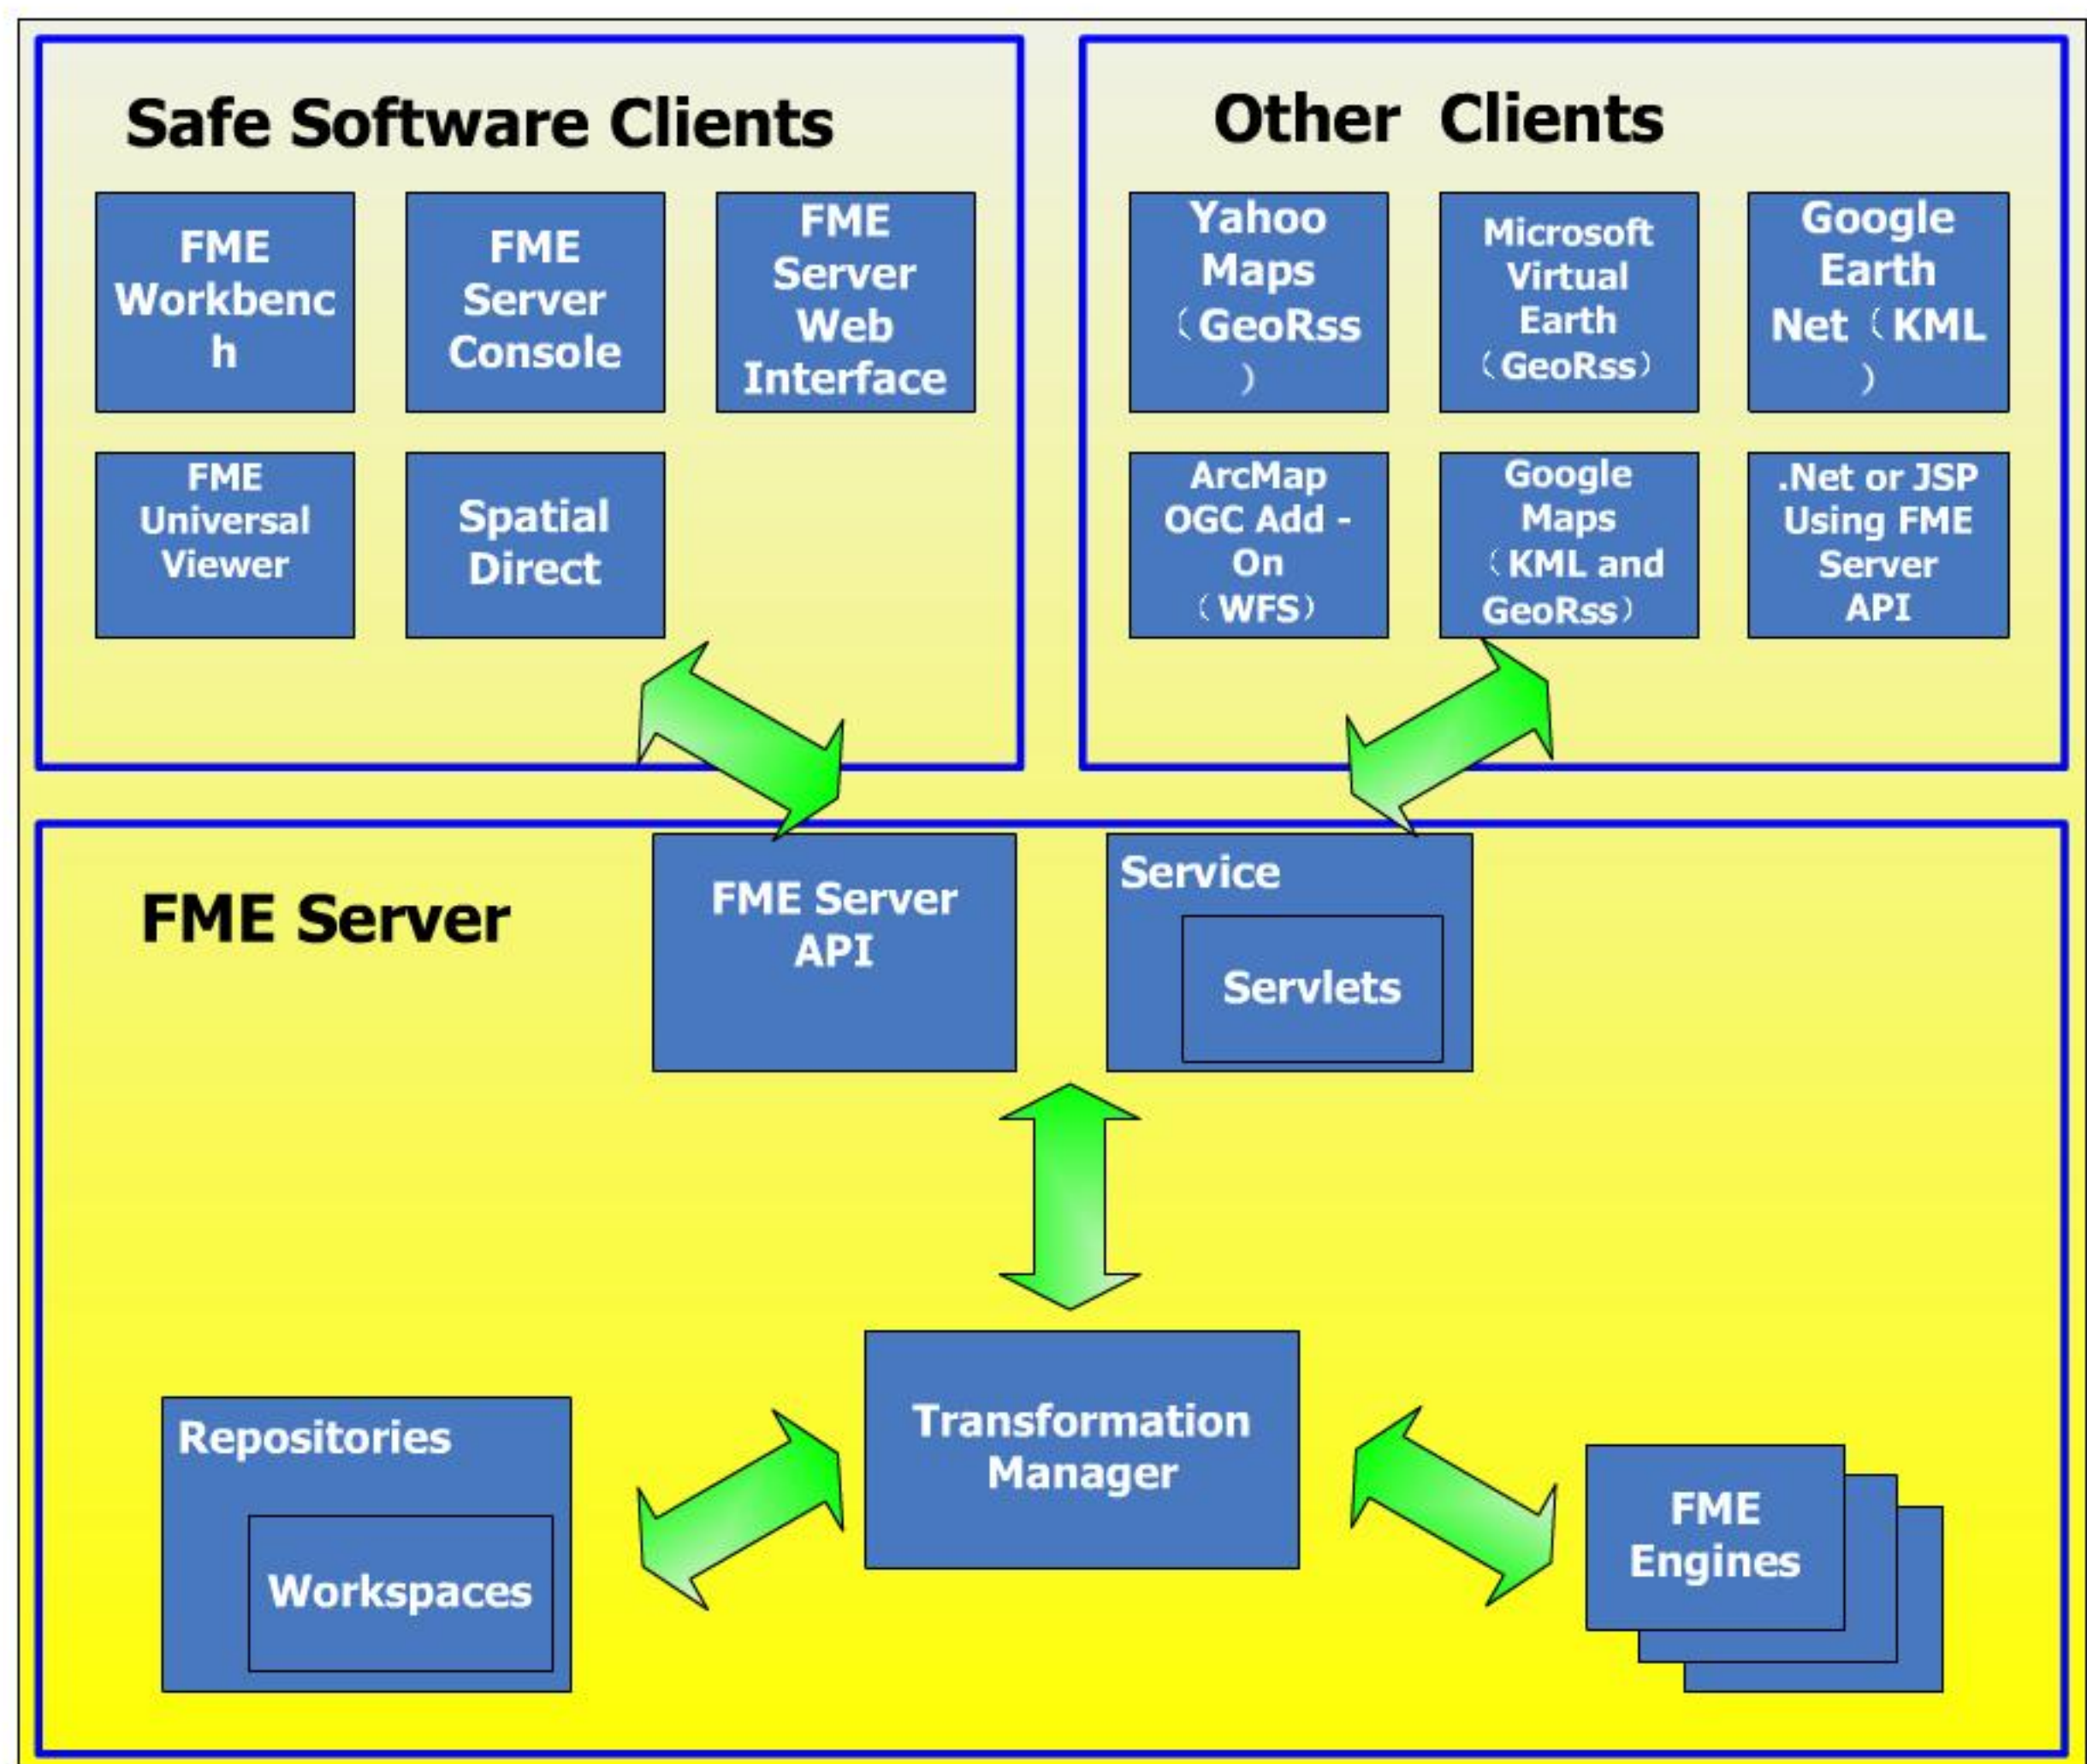 Safe Software Clients
FME
Workbenc
h
FME
Server
Console
FME
Server
Web
Interface
FME
Universal
Viewer
Spatial
Direct
Other Clients
Yahoo
Maps
（GeoRss
）
Microsoft
Virtual
Earth
（GeoRss）
Google
Earth
Net（KML
）
ArcMap
OGC Add -
On
（WFS）
Google
Maps
（KML and
GeoRss）
.Net or JSP
Using FME
Server
API
FME Server
FME Server
API
Service
Servlets
Transformation
Manager
Repositories
Workspaces
FME
Engines